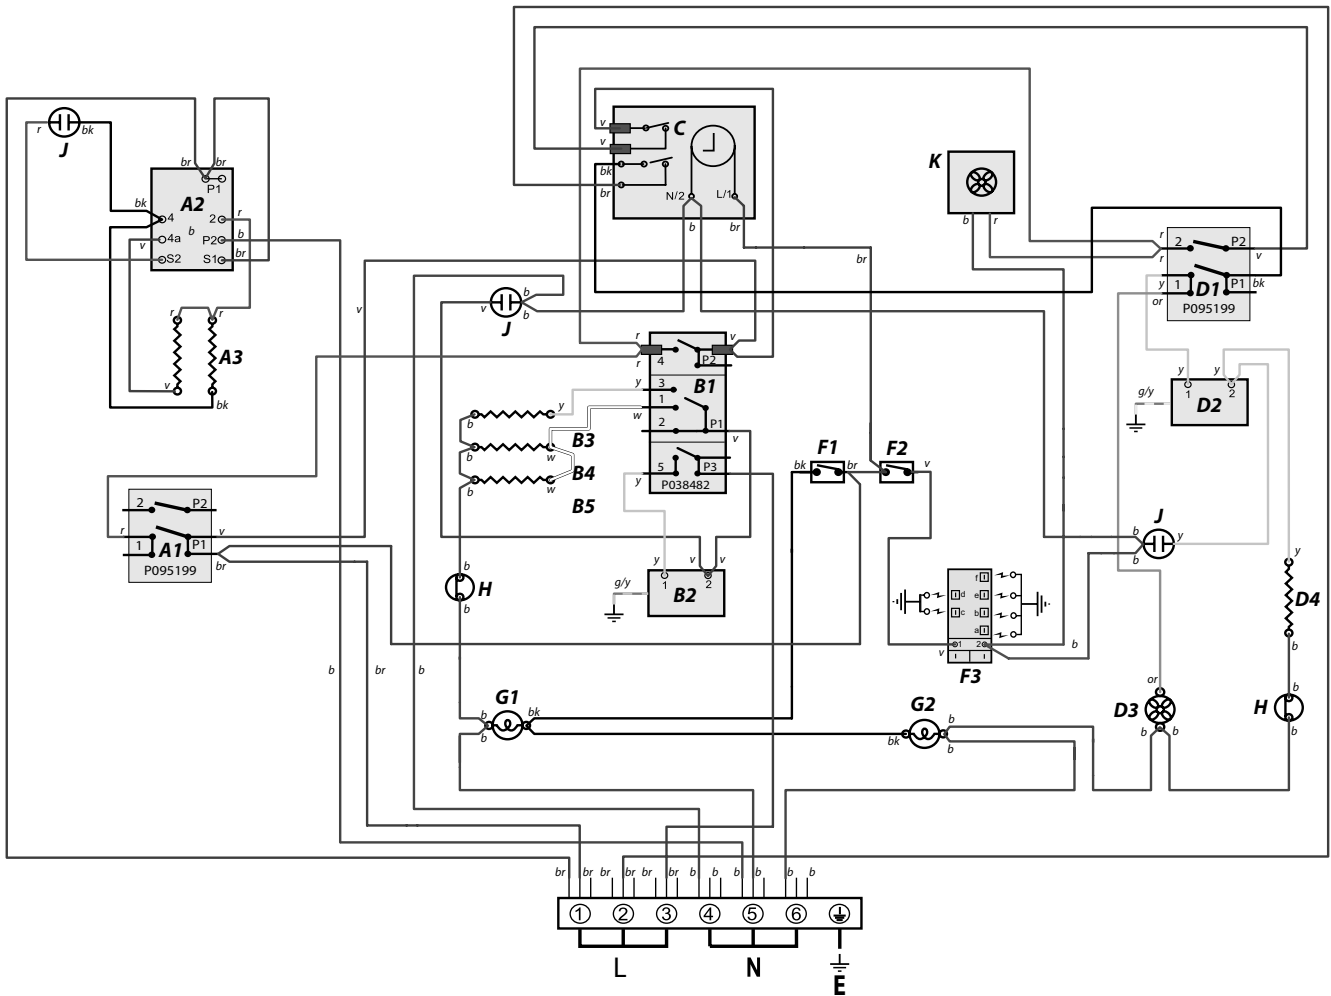 r
bk
J
br
br
P1
A2
bk
4
2
r
b
v
4a
P2
b
S2
S1
br
r
r
A3
v
bk
v
v
C
v
bk
br
N/2
L/1
b
br
br
K
b
r
r
2
P2
r
v
y
1
D1
P1
bk
or
P095199
b
v
J
b
r
v
4
P2
r
y
3
B1
1
w
2
P1
v
5
P3
y
P038482
y
b
B3
b
w
B4
b
w
B5
y
y
g/y
1
2
D2
F1
F2
bk
br
v
2
P2
r
v
1
A1
P1
br
P095199
b
H
b
y
v
v
g/y
1
2
B2
f
d
e
c
b
a
1
2
v
b
F3
b
J
y
b
y
D4
b
b
br
b
or
D3
b
b
b
H
b
G1
b
bk
b
G2
b
bk
b
br
br
br
br
br
br
b
b
b
b
b
b
1
2
3
4
5
6
L
N
E